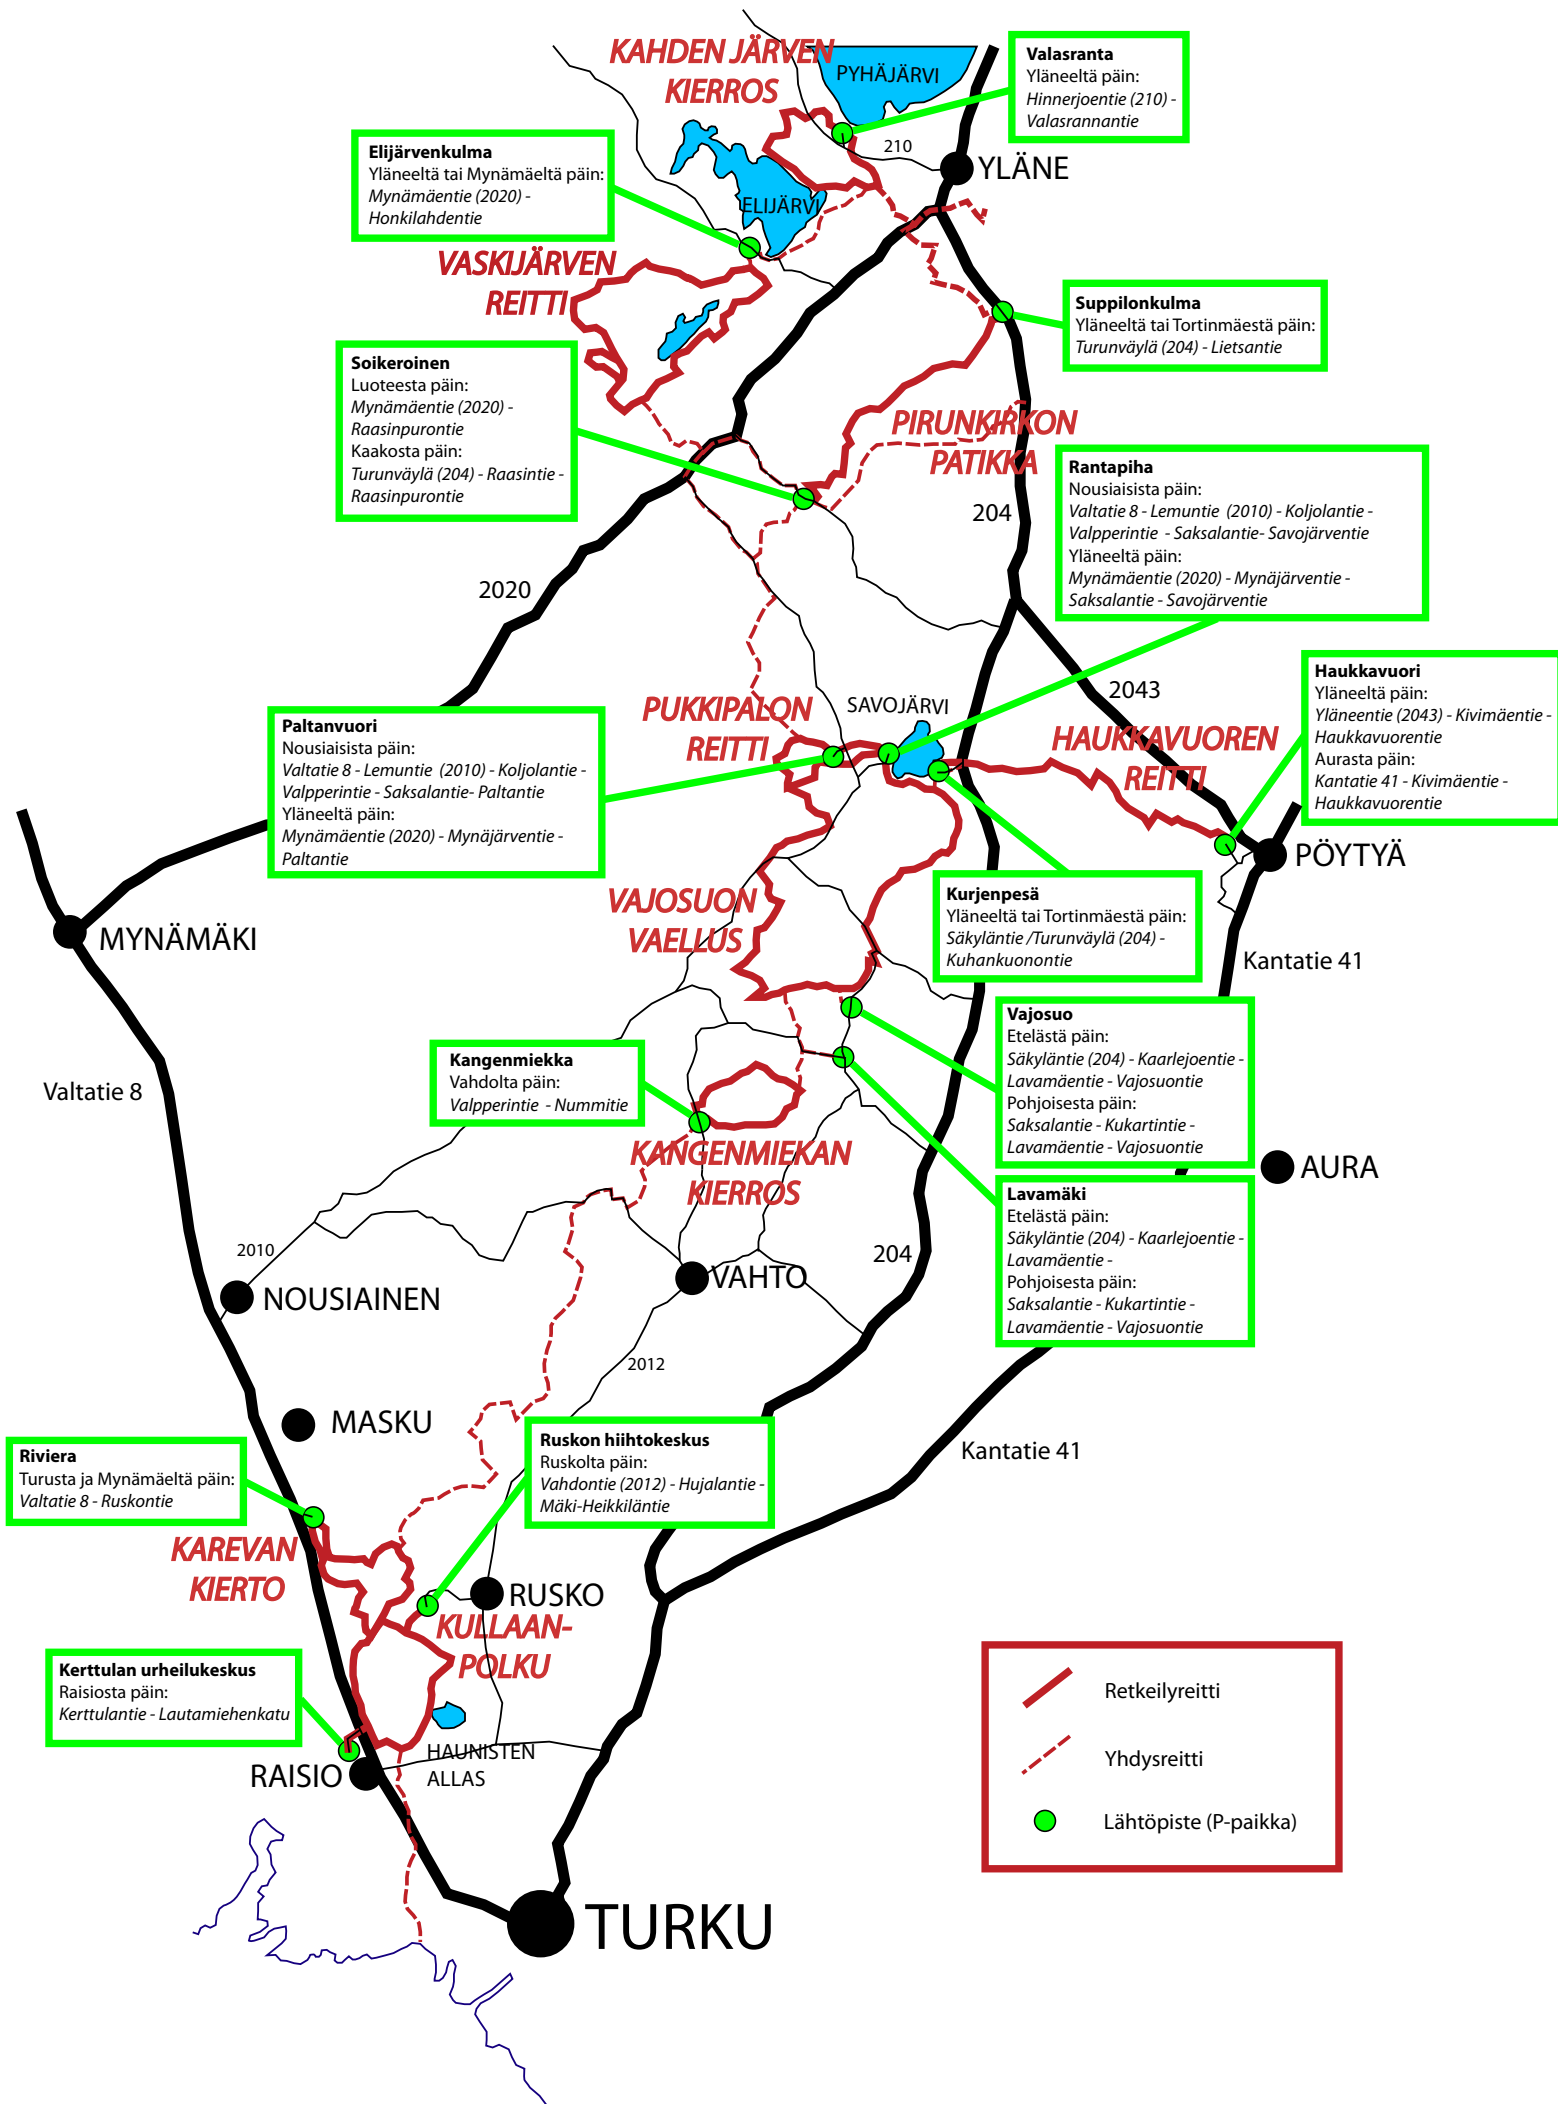 KAHDEN JÄRVEN
KIERROS
PYHÄJÄRVI
Valasranta
Yläneeltä päin:
Hinnerjoentie (210) -
Valasrannantie
210
YLÄNE
Elijärvenkulma
Yläneeltä tai Mynämäeltä päin:
Mynämäentie (2020) -
Honkilahdentie
ELIJÄRVI
VASKIJÄRVEN
REITTI
Suppilonkulma
Yläneeltä tai Tortinmäestä päin:
Turunväylä (204) - Lietsantie
Soikeroinen
Luoteesta päin:
Mynämäentie (2020) -
Raasinpurontie
Kaakosta päin:
Turunväylä (204) - Raasintie -
Raasinpurontie
PIRUNKIRKON
PATIKKA
Rantapiha
Nousiaisista päin:
Valtatie 8 - Lemuntie (2010) - Koljolantie -
Valpperintie - Saksalantie- Savojärventie
Yläneeltä päin:
Mynämäentie (2020) - Mynäjärventie -
Saksalantie - Savojärventie
204
2020
Haukkavuori
Yläneeltä päin:
Yläneentie (2043) - Kivimäentie -
Haukkavuorentie
Aurasta päin:
Kantatie 41 - Kivimäentie -
Haukkavuorentie
2043
PUKKIPALON
REITTI
SAVOJÄRVI
HAUKKAVUOREN
REITTI
Paltanvuori
Nousiaisista päin:
Valtatie 8 - Lemuntie (2010) - Koljolantie -
Valpperintie - Saksalantie- Paltantie
Yläneeltä päin:
Mynämäentie (2020) - Mynäjärventie -
Paltantie
PÖYTYÄ
Kurjenpesä
Yläneeltä tai Tortinmäestä päin:
Säkyläntie /Turunväylä (204) -
Kuhankuonontie
VAJOSUON
VAELLUS
MYNÄMÄKI
Kantatie 41
Vajosuo
Etelästä päin:
Säkyläntie (204) - Kaarlejoentie -
Lavamäentie - Vajosuontie
Pohjoisesta päin:
Saksalantie - Kukartintie -
Lavamäentie - Vajosuontie
Kangenmiekka
Vahdolta päin:
Valpperintie - Nummitie
Valtatie 8
KANGENMIEKAN
KIERROS
AURA
Lavamäki
Etelästä päin:
Säkyläntie (204) - Kaarlejoentie -
Lavamäentie -
Pohjoisesta päin:
Saksalantie - Kukartintie -
Lavamäentie - Vajosuontie
2010
204
NOUSIAINEN
VAHTO
2012
MASKU
Ruskon hiihtokeskus
Ruskolta päin:
Vahdontie (2012) - Hujalantie -
Mäki-Heikkiläntie
Kantatie 41
Riviera
Turusta ja Mynämäeltä päin:
Valtatie 8 - Ruskontie
KAREVAN
KIERTO
RUSKO
KULLAAN-
POLKU
Kerttulan urheilukeskus
Raisiosta päin:
Kerttulantie - Lautamiehenkatu
RAISIO
HAUNISTEN
ALLAS
Retkeilyreitti
Yhdysreitti
Lähtöpiste (P-paikka)
TURKU